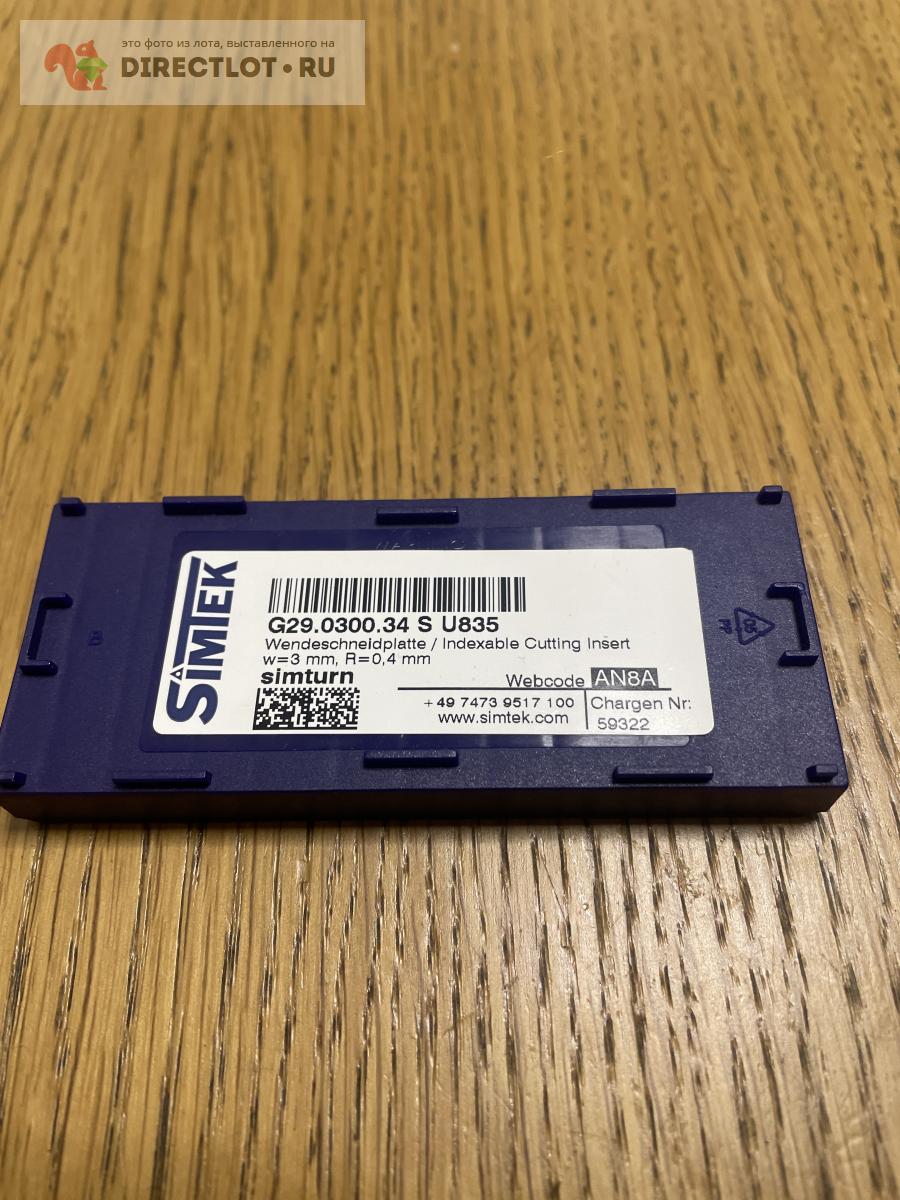 это фото из лота, выставленного на
DIRECTLOT•RU
SIMTEK
G29.0300.34 S U835
Wendeschneidplatte / Indexable Cutting Insert
w=3 mm, R=0,4 mm
simturn
Webcode AN8A
+49 7473 9517 100
www.simtek.com
Chargen Nr:
59322
PP